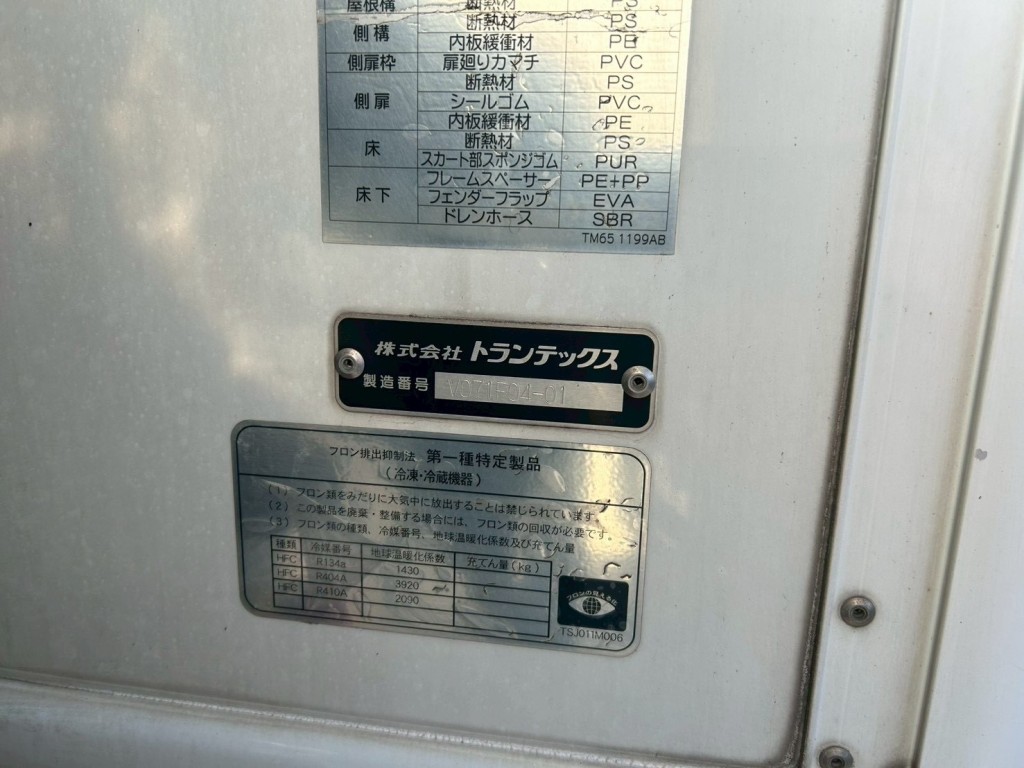 屋根構 断熱材 PS
側構 断熱材 PS
内板緩衝材 PE
側扉枠 扉廻りカマチ PVC
側扉 断熱材 PS
シールゴム PVC
内板緩衝材 PE
床 断熱材 PS
スカート部スポンジゴム PUR
床下 フレームスペーサー PE+PP
フェンダーフラップ EVA
ドレンホース SBR
TM65 1199AB
株式会社 トランテックス
製造番号
フロン排出抑制法 第一種特定製品
(冷凍・冷蔵機器)
(1) フロン類をみだりに大気中に放出することは禁じられています。
(2) この製品を廃棄・整備する場合には、フロン類の回収が必要です。
(3) フロン類の種類、冷媒番号、地球温暖化係数及び充てん量
種類 冷媒番号 地球温暖化係数 充てん量(kg)
HFC R134a 1430
HFC R404A 3920
HFC R410A 2090
フロンの見える化
TSJ011M006